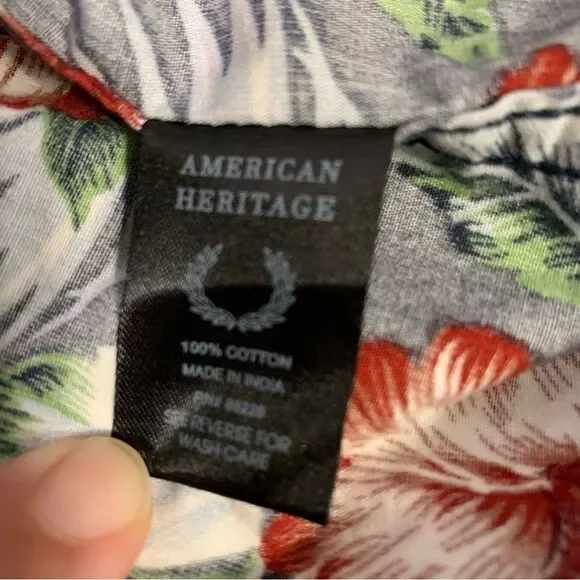 AMERICAN
HERITAGE
100% COTTON
MADE IN INDIA
REVERSE FOR
WASH CARE